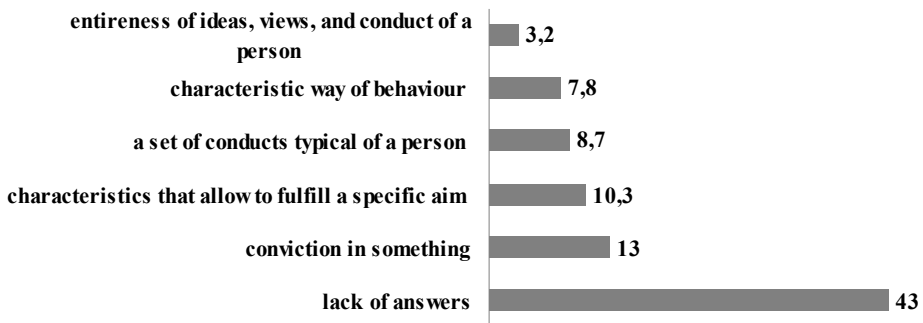 entireness of ideas, views, and conduct of a
person
3,2
characteristic way of behaviour
7,8
a set of conducts typical of a person
8,7
characteristics that allow to fulfill a specific aim
10,3
conviction in something
13
lack of answers
43